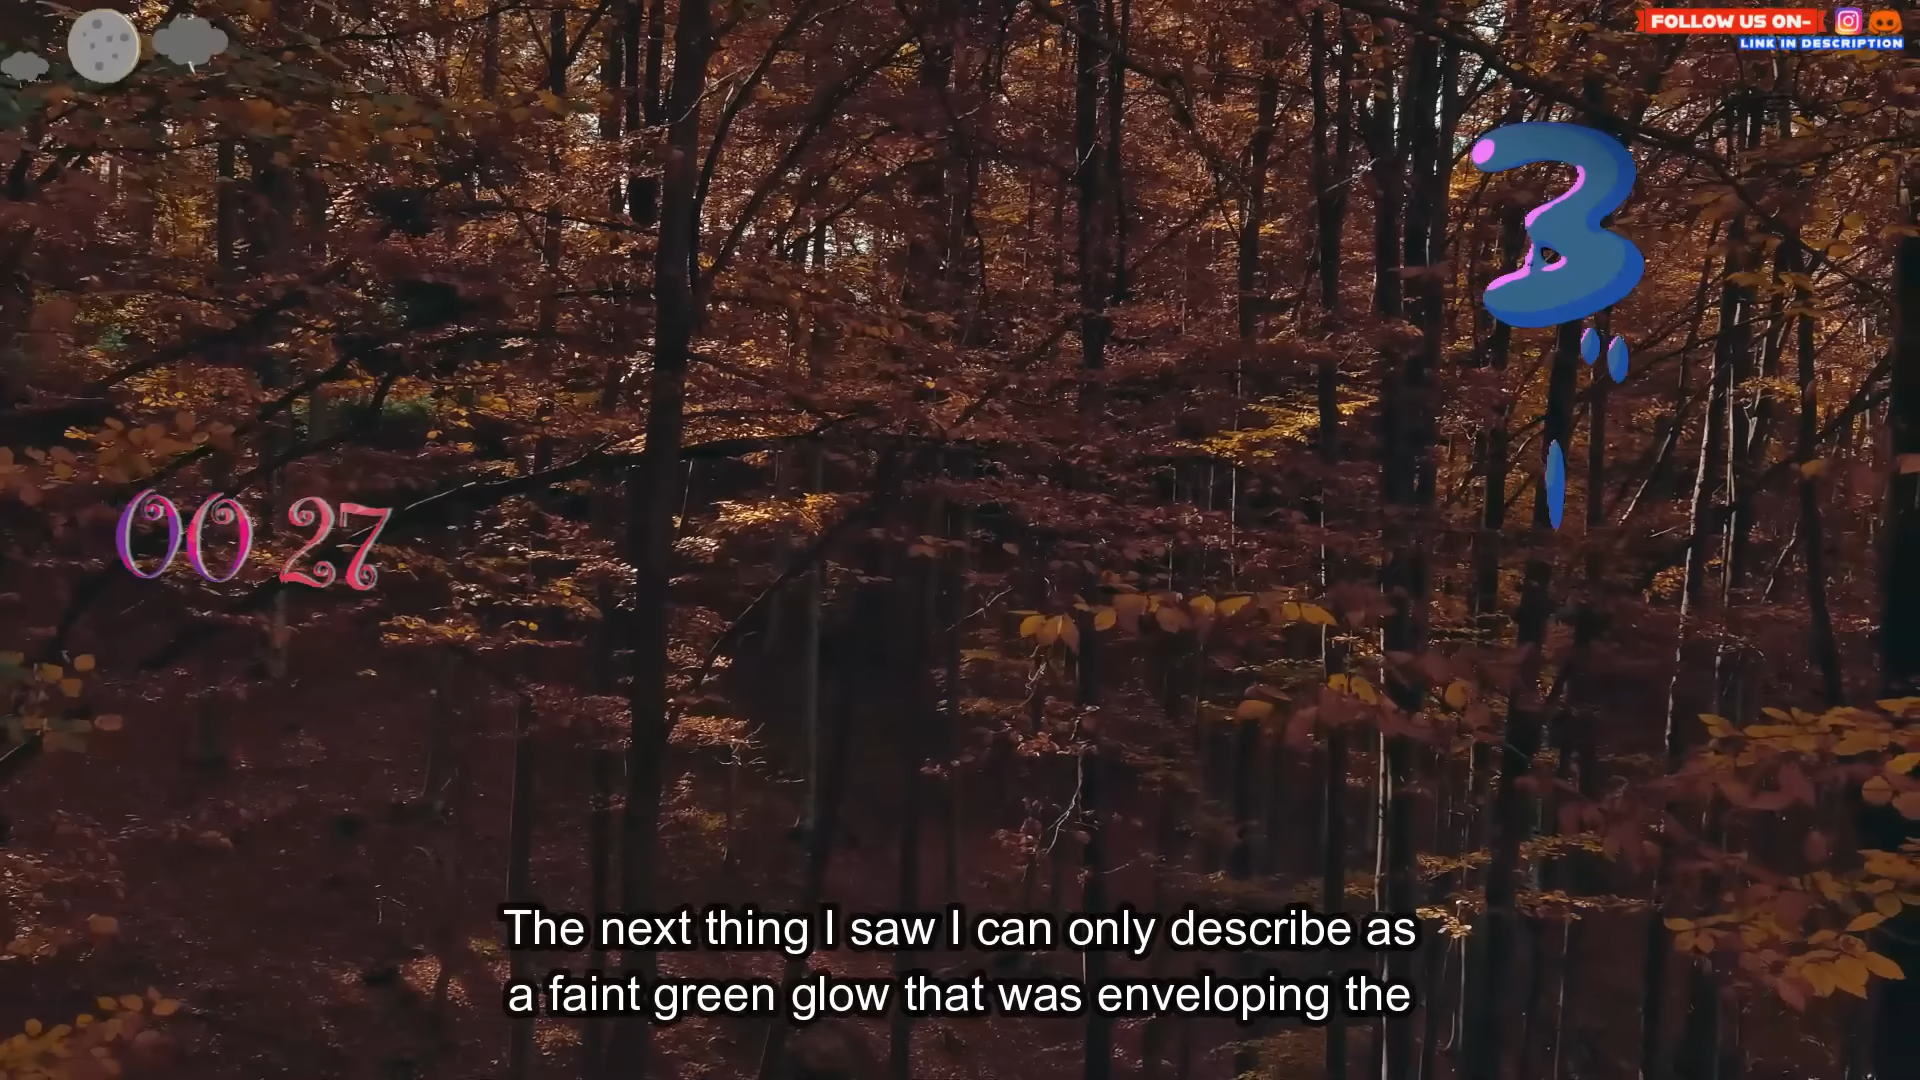 FOLLOW US ON-
LINK IN DESCRIPTION
3
00 27
The next thing I saw I can only describe as
a faint green glow that was enveloping the